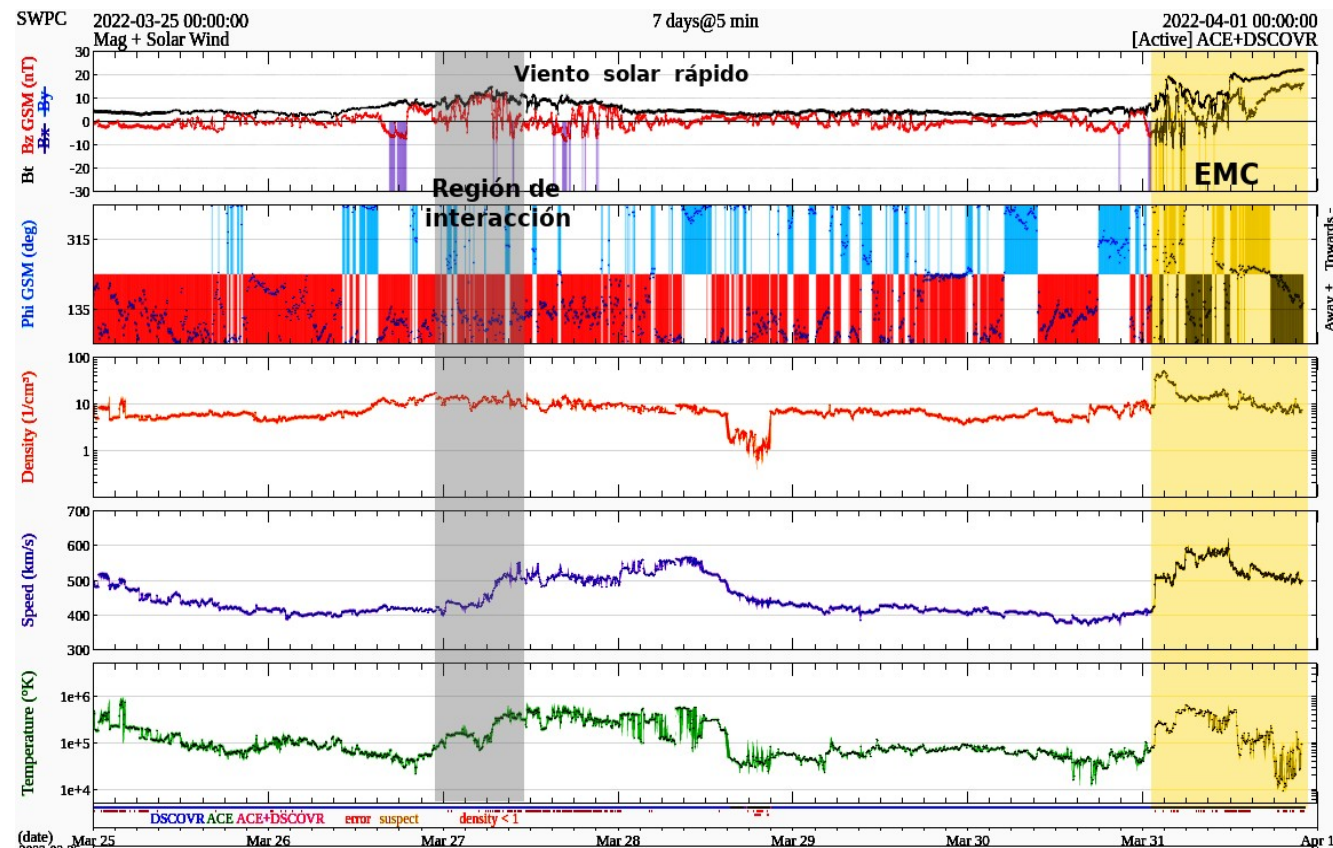 SWPC 2022-03-25 00:00:00 7 days@5 min 2022-04-01 00:00:00
Mag + Solar Wind [Active] ACE+DSCOVR
Bt Bz GSM (nT)
Bx By
30
20
10
0
-10
-20
-30
Viento solar rápido
Región de
interacción
EMC
Phi GSM (deg)
315
135
Away + Towards -
Density (1/cm³)
100
10
1
Speed (km/s)
700
600
500
400
300
Temperature (°K)
1e+6
1e+5
1e+4
DSCOVR ACE ACE+DSCOVR error suspect density < 1
(date) Mar 25 Mar 26 Mar 27 Mar 28 Mar 29 Mar 30 Mar 31 Apr 1